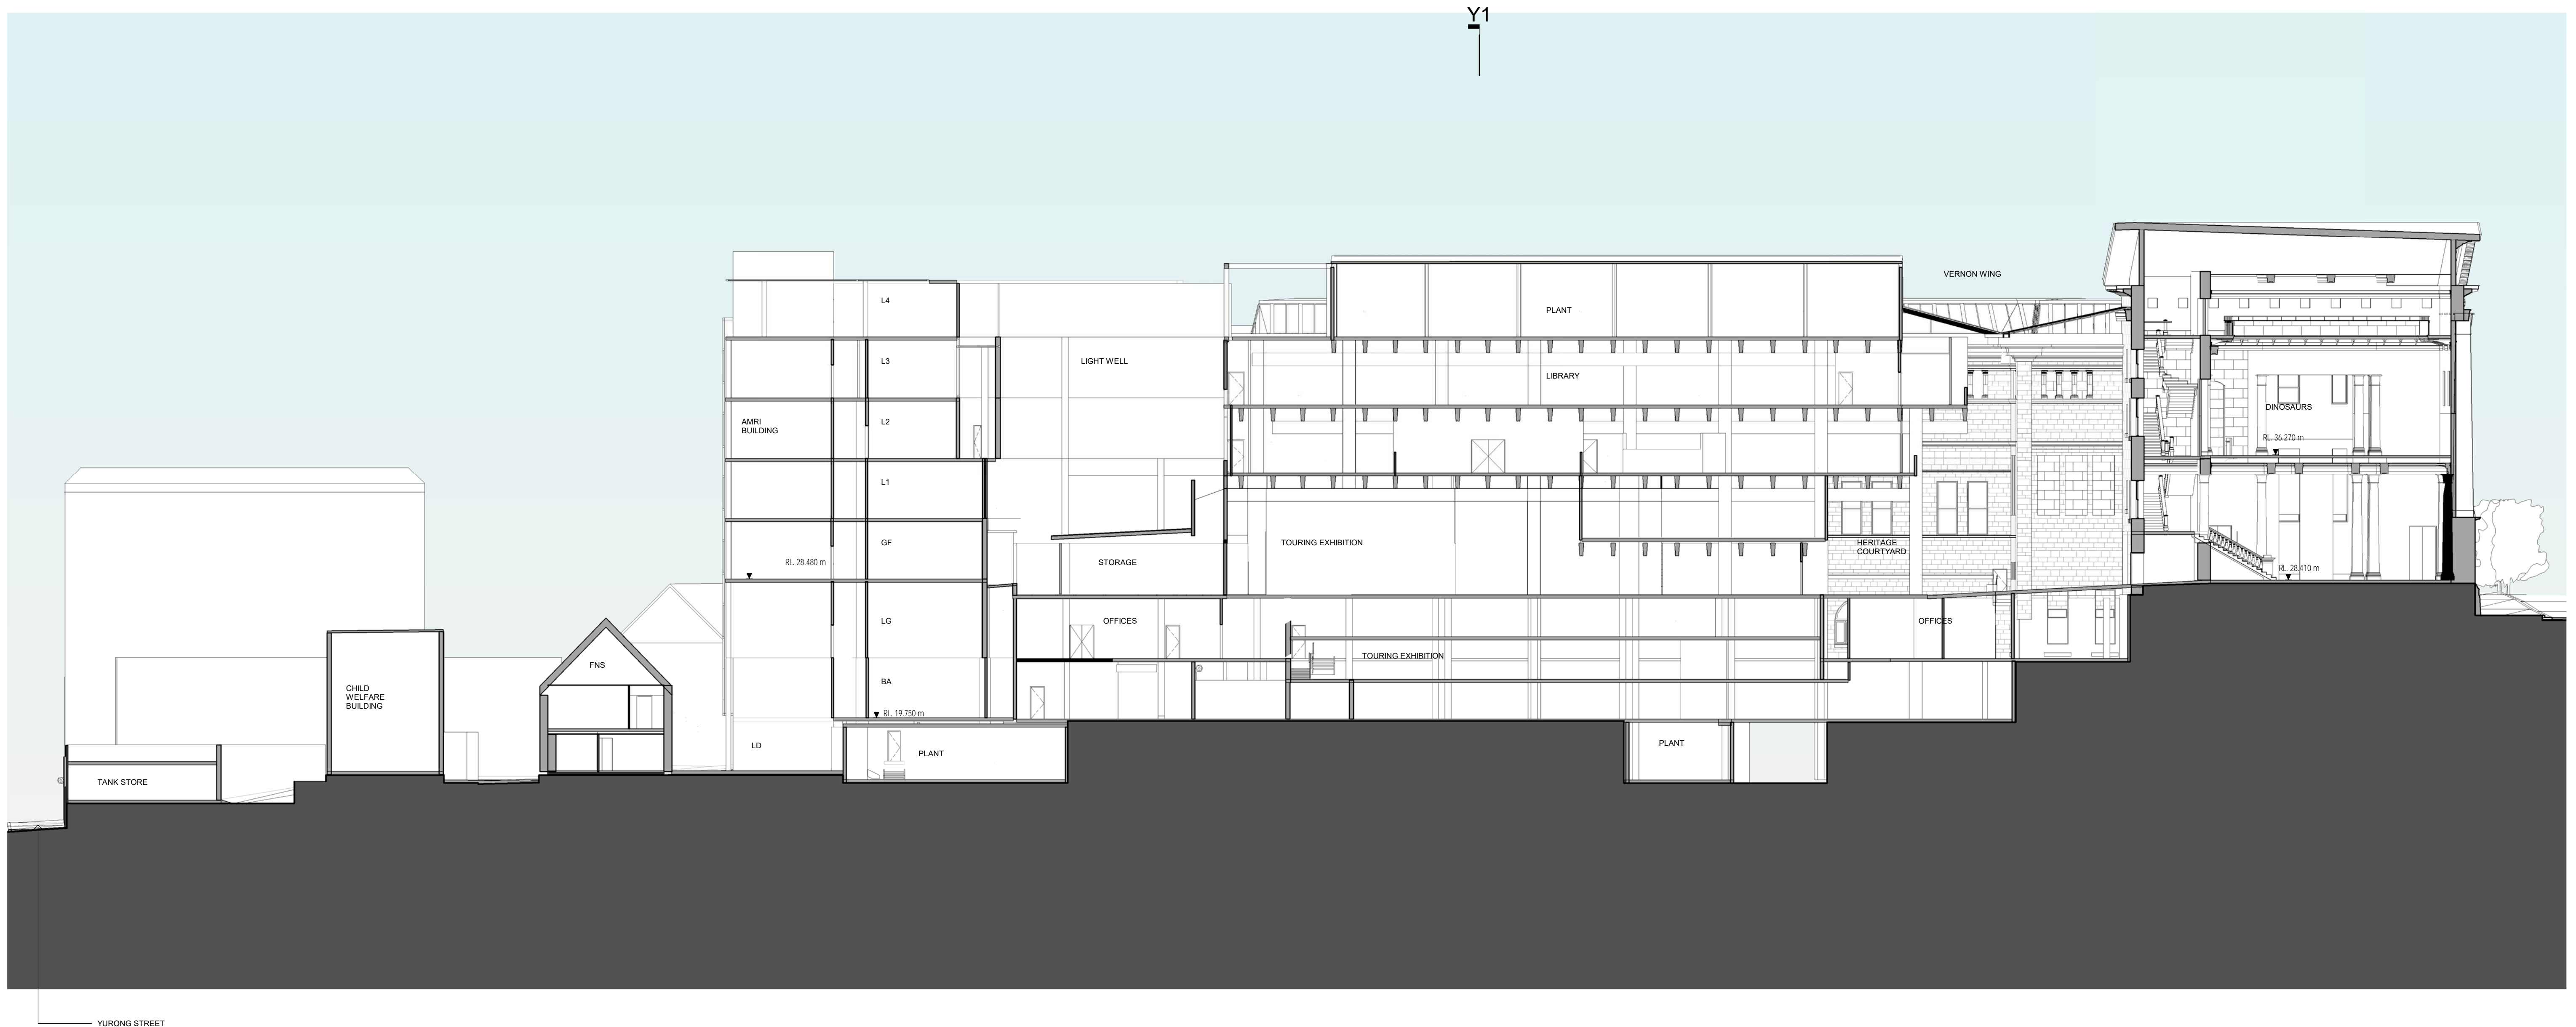 Y1
VERNON WING
L4
PLANT
L3
LIGHT WELL
LIBRARY
AMRI
BUILDING
L2
DINOSAURS
RL. 36.270 m
L1
GF
TOURING EXHIBITION
HERITAGE
COURTYARD
RL. 28.480 m
STORAGE
RL. 28.410 m
LG
OFFICES
OFFICES
TOURING EXHIBITION
FNS
BA
CHILD
WELFARE
BUILDING
RL. 19.750 m
LD
PLANT
PLANT
TANK STORE
YURONG STREET